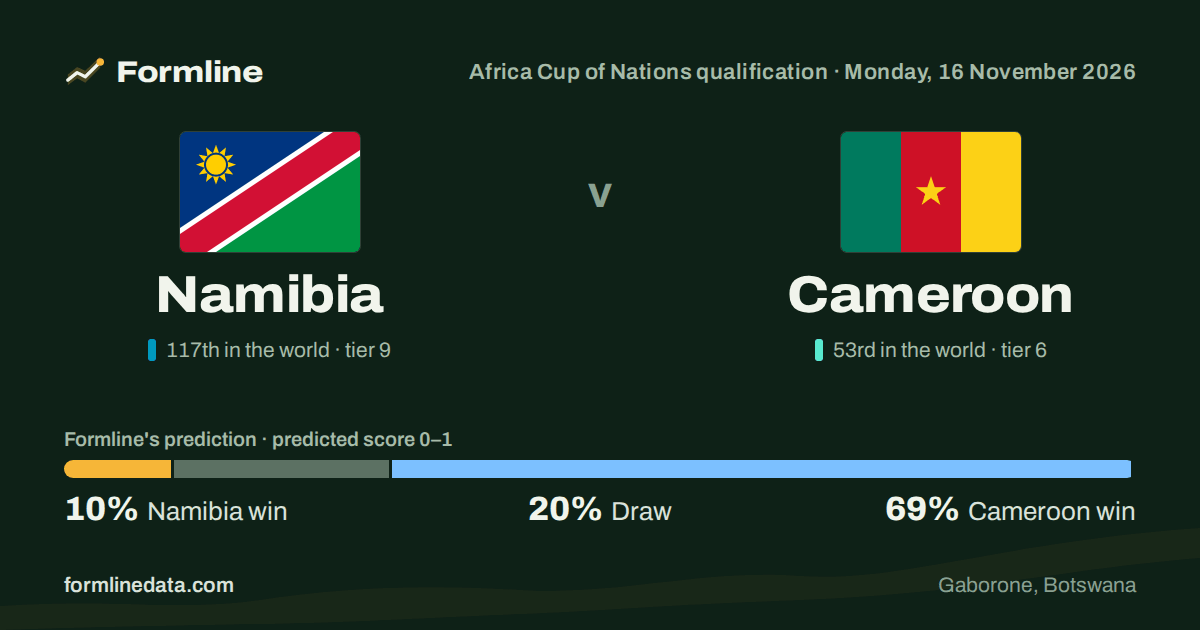 Formline
Africa Cup of Nations qualification · Monday, 16 November 2026
v
Namibia
Cameroon
117th in the world · tier 9
53rd in the world · tier 6
Formline's prediction · predicted score 0–1
10% Namibia win
20% Draw
69% Cameroon win
formlinedata.com
Gaborone, Botswana